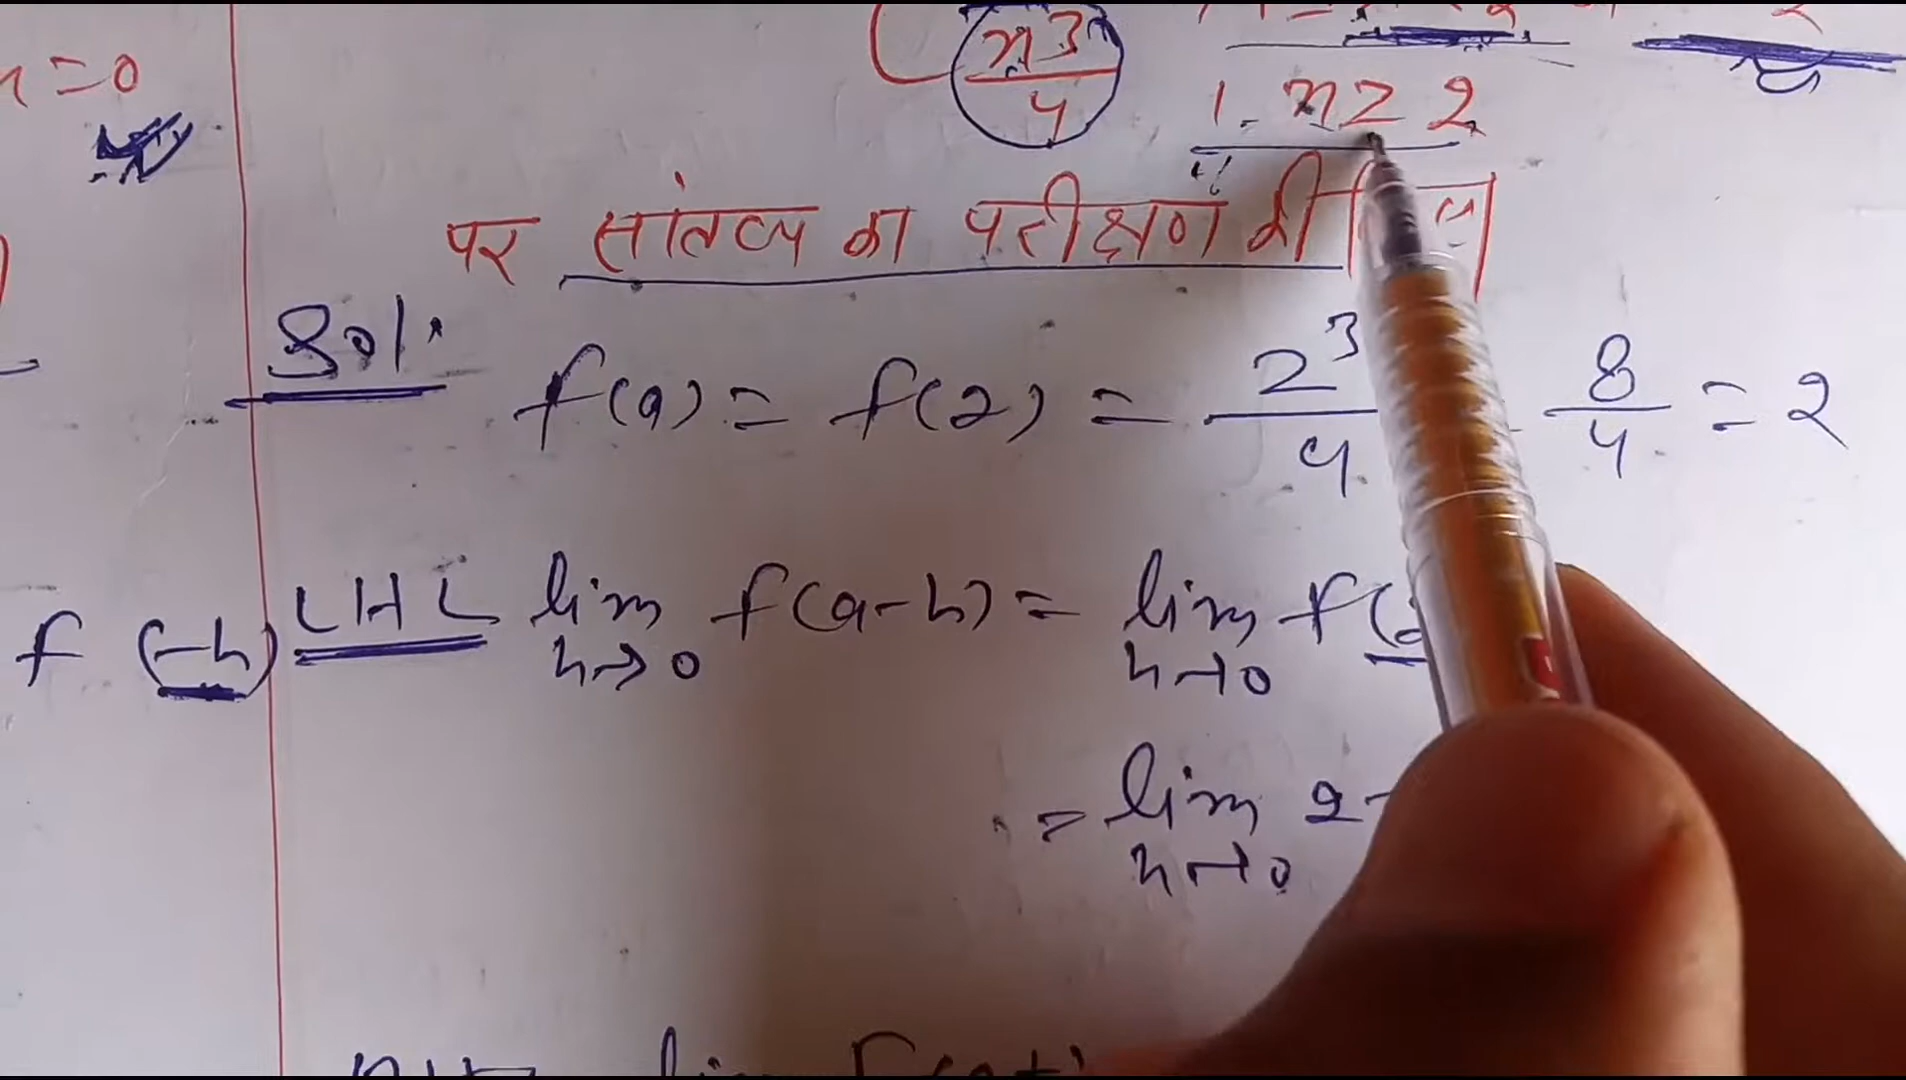 x=0
x³/4
1. x ≥ 2
पर सांतत्य का परीक्षण
Sol.
f(a) = f(2) = 2³/4 8/4 = 2
f(-h)
LHL lim h→0 f(a-h) = lim h→0 f(2
= lim h→0 2-